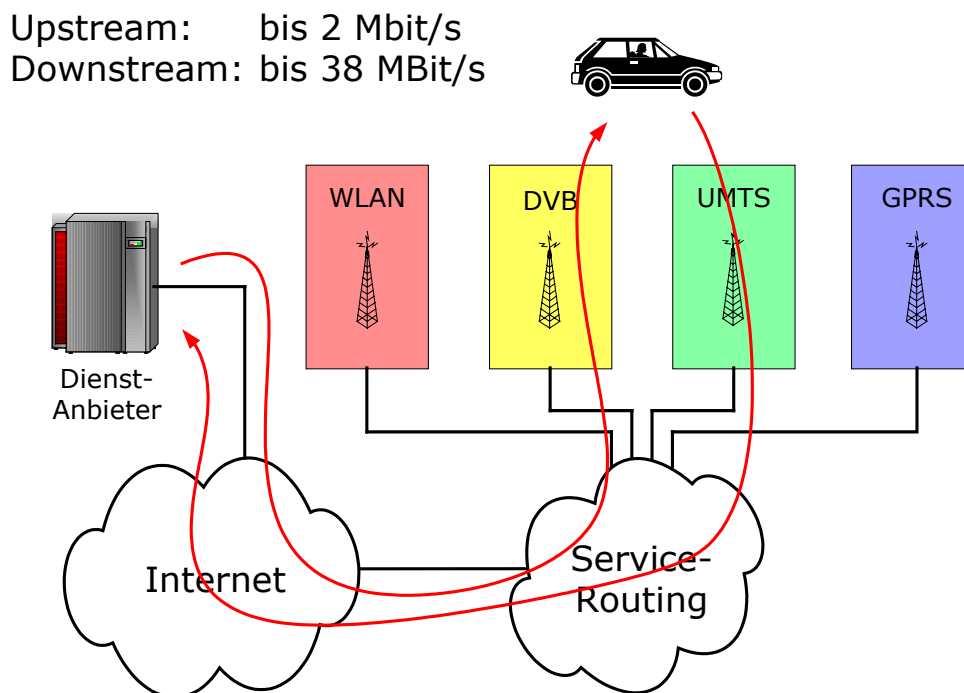 Upstream: bis 2 Mbit/s
Downstream: bis 38 MBit/s
WLAN
DVB
UMTS
GPRS
Dienst-
Anbieter
Internet
Service-
Routing